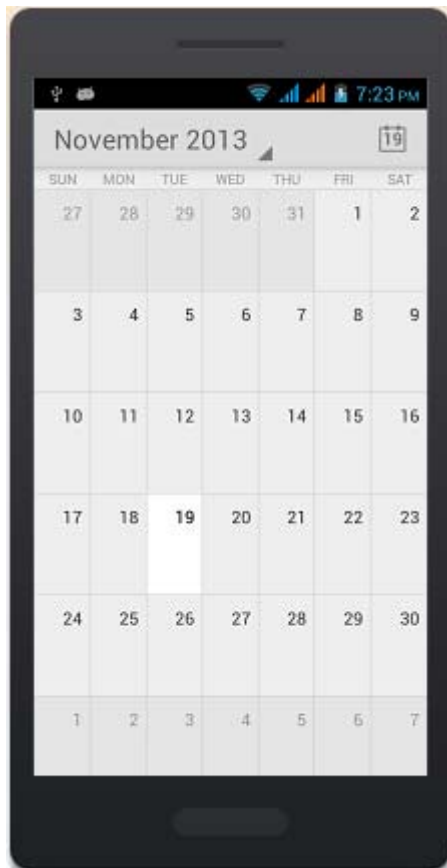 7:23 PM
November 2013 19
SUN MON TUE WED THU FRI SAT
27 28 29 30 31 1 2
3 4 5 6 7 8 9
10 11 12 13 14 15 16
17 18 19 20 21 22 23
24 25 26 27 28 29 30
1 2 3 4 5 6 7